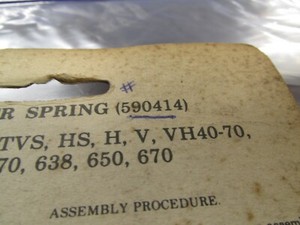 #
R SPRING (590414)
TVS, HS, H, V, VH40-70,
70, 638, 650, 670
ASSEMBLY PROCEDURE.